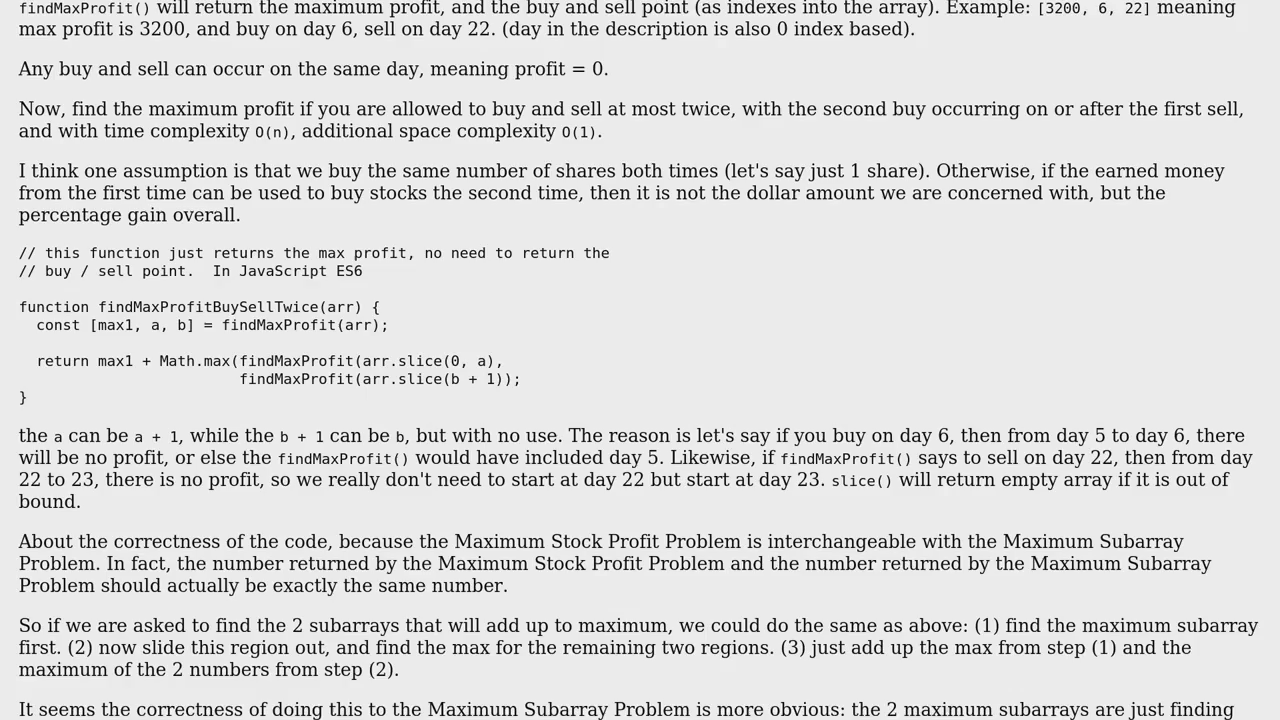 findMaxProfit() will return the maximum profit, and the buy and sell point (as indexes into the array). Example: [3200, 6, 22] meaning
max profit is 3200, and buy on day 6, sell on day 22. (day in the description is also 0 index based).
Any buy and sell can occur on the same day, meaning profit = 0.
Now, find the maximum profit if you are allowed to buy and sell at most twice, with the second buy occurring on or after the first sell,
and with time complexity O(n), additional space complexity O(1).
I think one assumption is that we buy the same number of shares both times (let's say just 1 share). Otherwise, if the earned money
from the first time can be used to buy stocks the second time, then it is not the dollar amount we are concerned with, but the
percentage gain overall.
// this function just returns the max profit, no need to return the
// buy / sell point.  In JavaScript ES6
function findMaxProfitBuySellTwice(arr) {
  const [max1, a, b] = findMaxProfit(arr);
  return max1 + Math.max(findMaxProfit(arr.slice(0, a),
                         findMaxProfit(arr.slice(b + 1));
}
the a can be a + 1, while the b + 1 can be b, but with no use. The reason is let's say if you buy on day 6, then from day 5 to day 6, there
will be no profit, or else the findMaxProfit() would have included day 5. Likewise, if findMaxProfit() says to sell on day 22, then from day
22 to 23, there is no profit, so we really don't need to start at day 22 but start at day 23. slice() will return empty array if it is out of
bound.
About the correctness of the code, because the Maximum Stock Profit Problem is interchangeable with the Maximum Subarray
Problem. In fact, the number returned by the Maximum Stock Profit Problem and the number returned by the Maximum Subarray
Problem should actually be exactly the same number.
So if we are asked to find the 2 subarrays that will add up to maximum, we could do the same as above: (1) find the maximum subarray
first. (2) now slide this region out, and find the max for the remaining two regions. (3) just add up the max from step (1) and the
maximum of the 2 numbers from step (2).
It seems the correctness of doing this to the Maximum Subarray Problem is more obvious: the 2 maximum subarrays are just finding